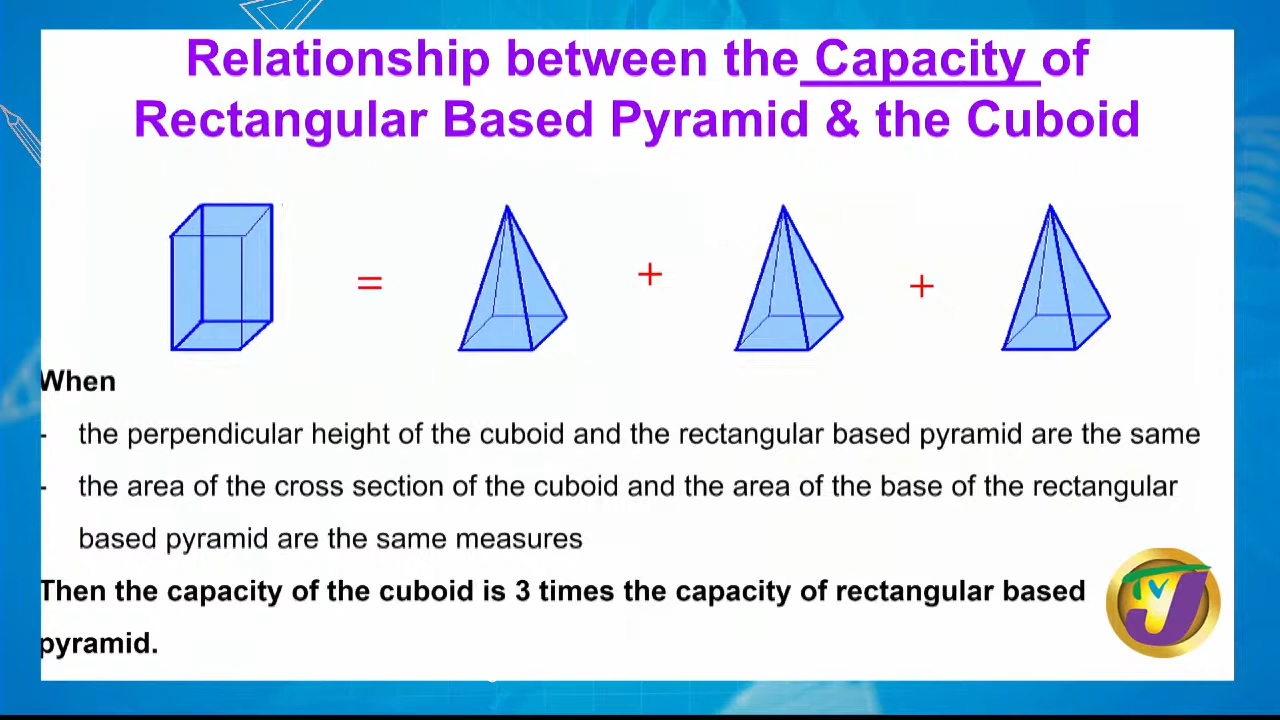 Relationship between the Capacity of
Rectangular Based Pyramid & the Cuboid
= + +
When
- the perpendicular height of the cuboid and the rectangular based pyramid are the same
- the area of the cross section of the cuboid and the area of the base of the rectangular
based pyramid are the same measures
Then the capacity of the cuboid is 3 times the capacity of rectangular based
pyramid.
TVJ